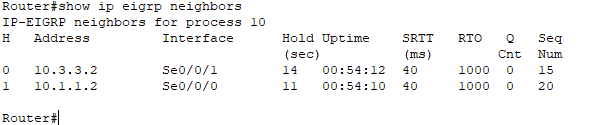 Router#show ip eigrp neighbors
IP-EIGRP neighbors for process 10
H   Address         Interface      Hold Uptime    SRTT   RTO   Q   Seq
                                   (sec)          (ms)        Cnt  Num
0   10.3.3.2        Se0/0/1        14   00:54:12  40     1000  0   15
1   10.1.1.2        Se0/0/0        11   00:54:10  40     1000  0   20
Router#